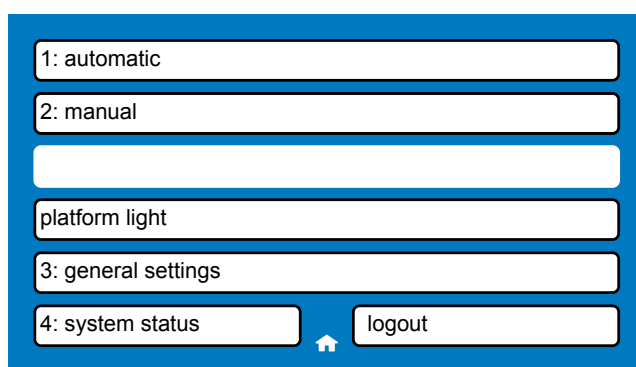 1: automatic
2: manual
platform light
3: general settings
4: system status
logout